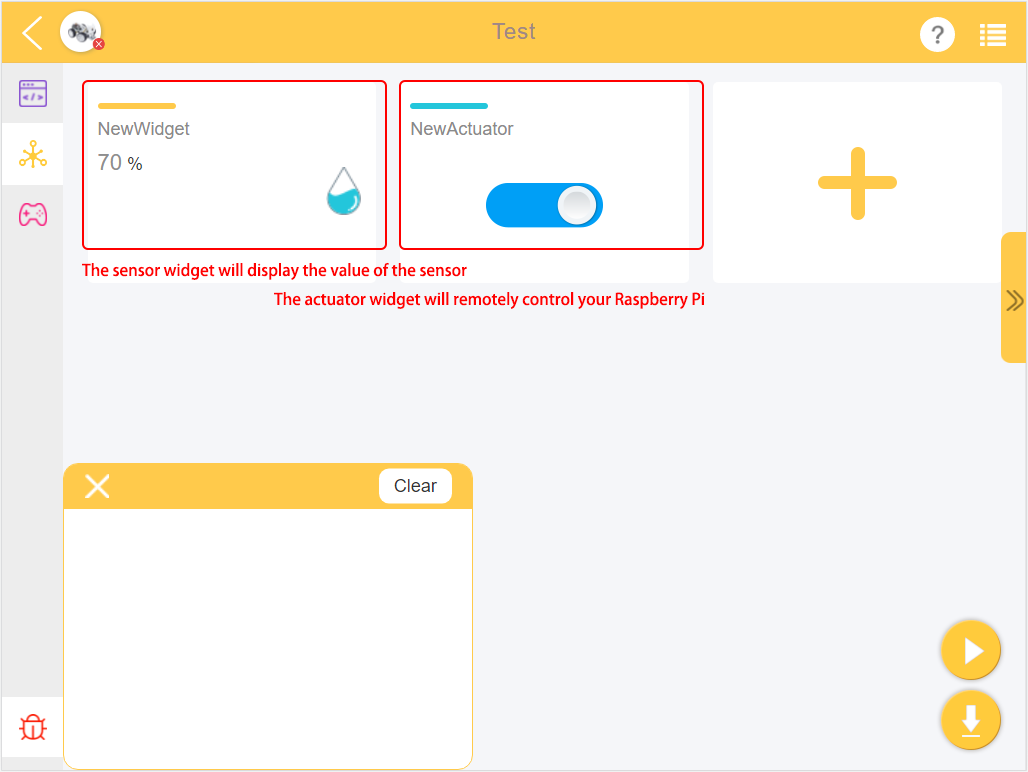 Test
?
NewWidget
70 %
NewActuator
The sensor widget will display the value of the sensor
The actuator widget will remotely control your Raspberry Pi
Clear